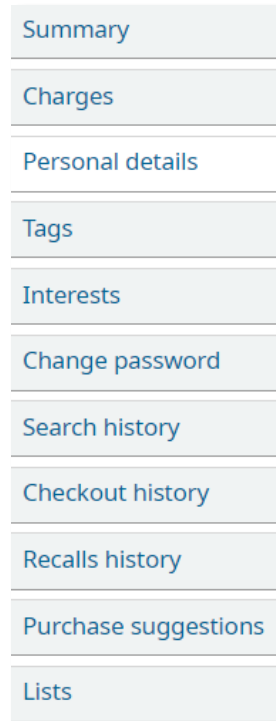 Summary
Charges
Personal details
Tags
Interests
Change password
Search history
Checkout history
Recalls history
Purchase suggestions
Lists